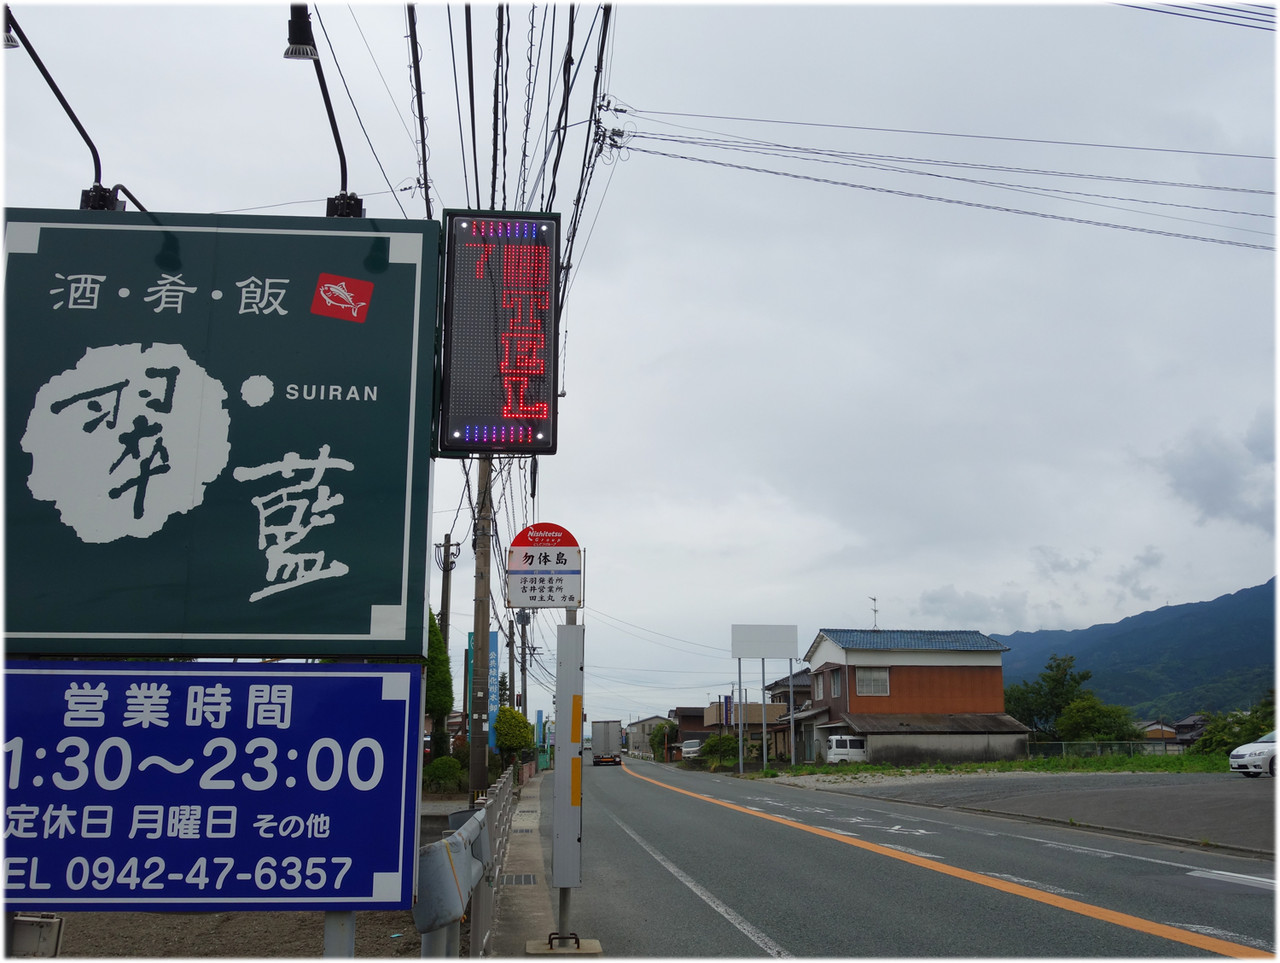 酒・肴・飯
翠
・SUIRAN
藍
営業時間
1:30～23:00
定休日 月曜日 その他
EL 0942-47-6357
Nishitetsu
Group
勿体島
浮羽発着所
吉井営業所
田主丸 方面